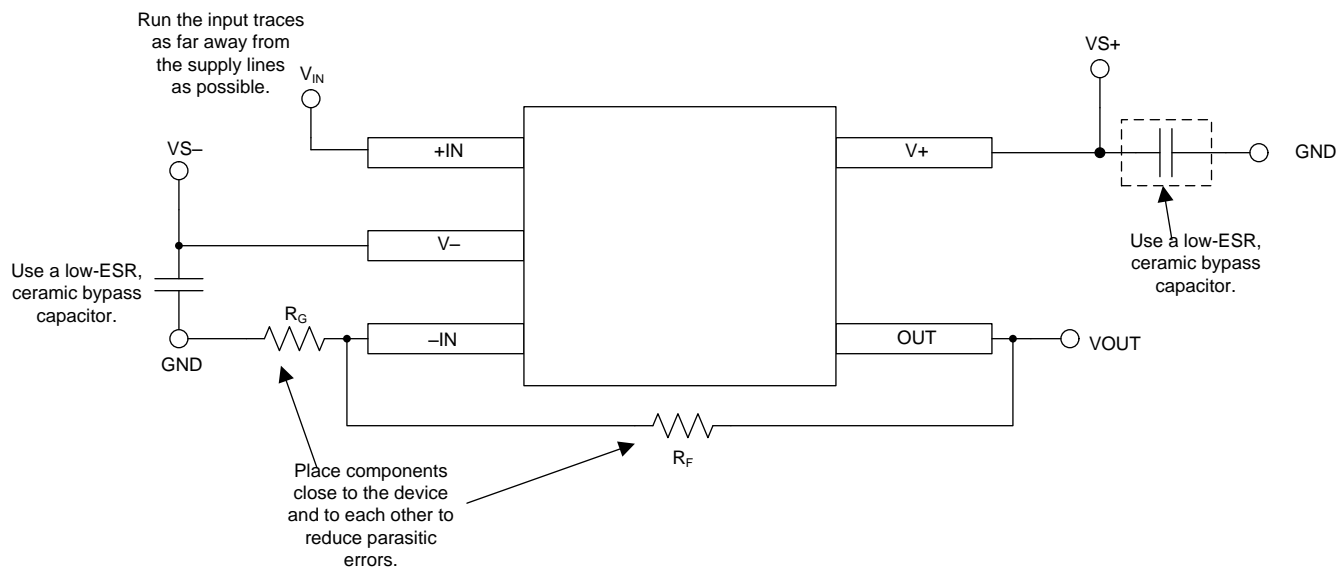 Run the input traces
as far away from
the supply lines
as possible.
VIN
VS+
VS–
+IN
V+
GND
V–
Use a low-ESR,
ceramic bypass
capacitor.
Use a low-ESR,
ceramic bypass
capacitor.
RG
–IN
OUT
VOUT
GND
RF
Place components
close to the device
and to each other to
reduce parasitic
errors.